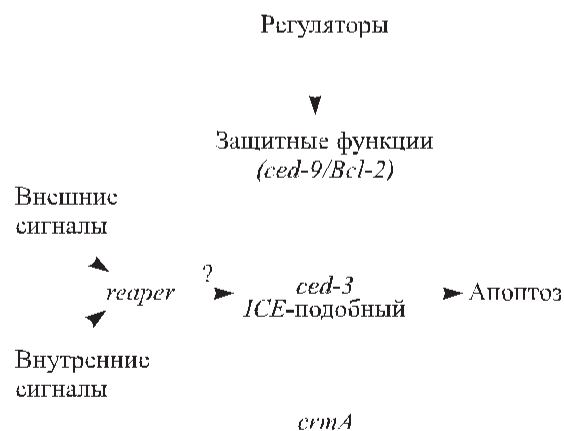 Регуляторы
Защитные функции
(ced-9/Bcl-2)
Внешние
сигналы
?
reaper
ced-3
ICE-подобный
Апоптоз
Внутренние
сигналы
crmA